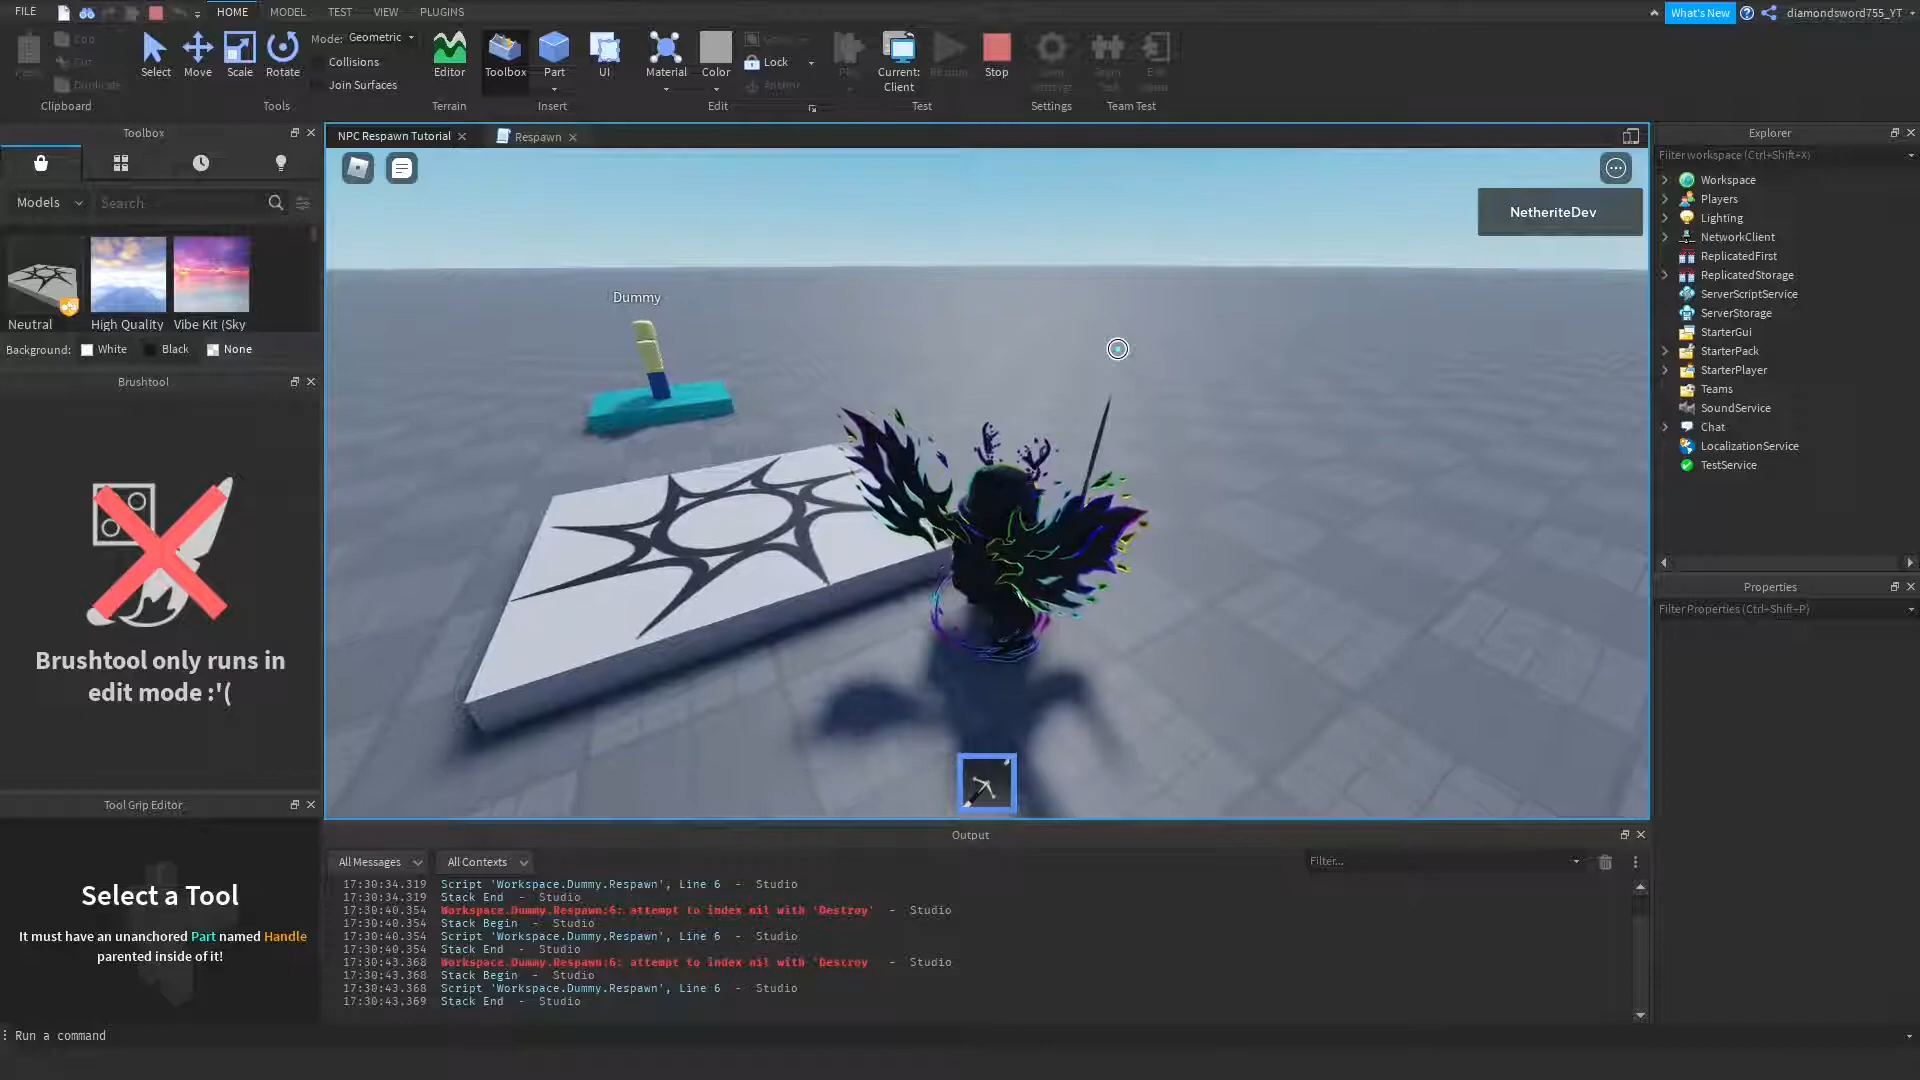 FILE
HOME
MODEL
TEST
VIEW
PLUGINS
What's New
diamondsword755_YT
Duplicate
Clipboard
Select
Move
Scale
Rotate
Mode: Geometric
Collisions
Join Surfaces
Tools
Editor
Terrain
Toolbox
Part
UI
Insert
Material
Color
Lock
Anchor
Edit
Current:
Client
Stop
Test
Settings
Team Test
Toolbox
Models
Search
Neutral
High Quality
Vibe Kit (Sky
Background:
White
Black
None
Brushtool
Brushtool only runs in
edit mode :'(
Tool Grip Editor
Select a Tool
It must have an unanchored Part named Handle
parented inside of it!
NPC Respawn Tutorial
Respawn
NetheriteDev
Dummy
Explorer
Filter workspace (Ctrl+Shift+X)
Workspace
Players
Lighting
NetworkClient
ReplicatedFirst
ReplicatedStorage
ServerScriptService
ServerStorage
StarterGui
StarterPack
StarterPlayer
Teams
SoundService
Chat
LocalizationService
TestService
Properties
Filter Properties (Ctrl+Shift+P)
Output
All Messages
All Contexts
Filter...
17:30:34.319 Script 'Workspace.Dummy.Respawn', Line 6 - Studio
17:30:34.319 Stack End - Studio
17:30:40.354 Workspace.Dummy.Respawn:6: attempt to index nil with 'Destroy' - Studio
17:30:40.354 Stack Begin - Studio
17:30:40.354 Script 'Workspace.Dummy.Respawn', Line 6 - Studio
17:30:40.354 Stack End - Studio
17:30:43.368 Workspace.Dummy.Respawn:6: attempt to index nil with 'Destroy - Studio
17:30:43.368 Stack Begin - Studio
17:30:43.368 Script 'Workspace.Dummy.Respawn', Line 6 - Studio
17:30:43.369 Stack End - Studio
Run a command